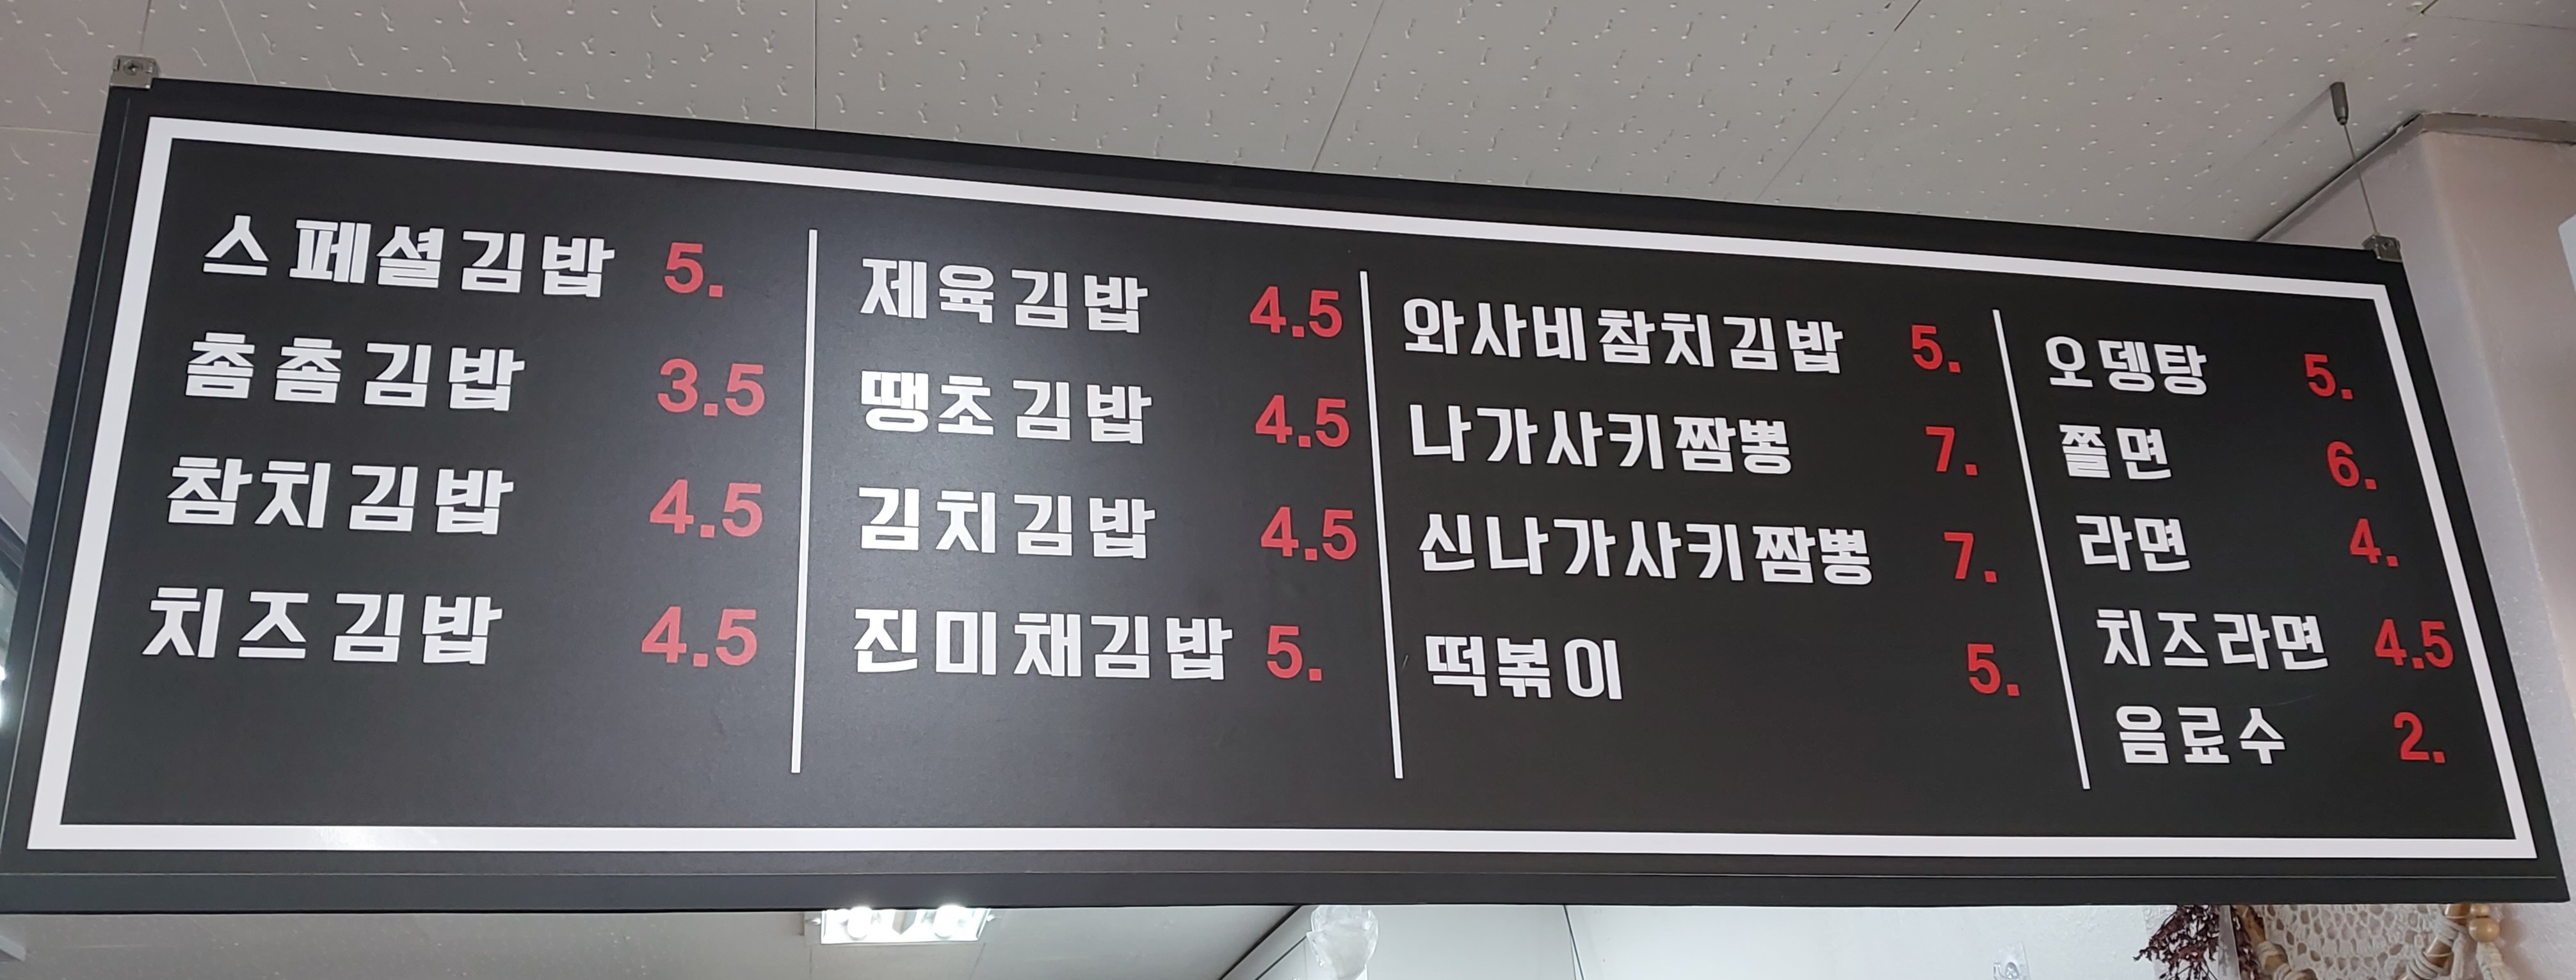 스페셜김밥 5.
촘촘김밥 3.5
참치김밥 4.5
치즈김밥 4.5
제육김밥 4.5
땡초김밥 4.5
김치김밥 4.5
진미채김밥 5.
와사비참치김밥 5.
나가사키짬뽕 7.
신나가사키짬뽕 7.
떡볶이 5.
오뎅탕 5.
쫄면 6.
라면 4.
치즈라면 4.5
음료수 2.